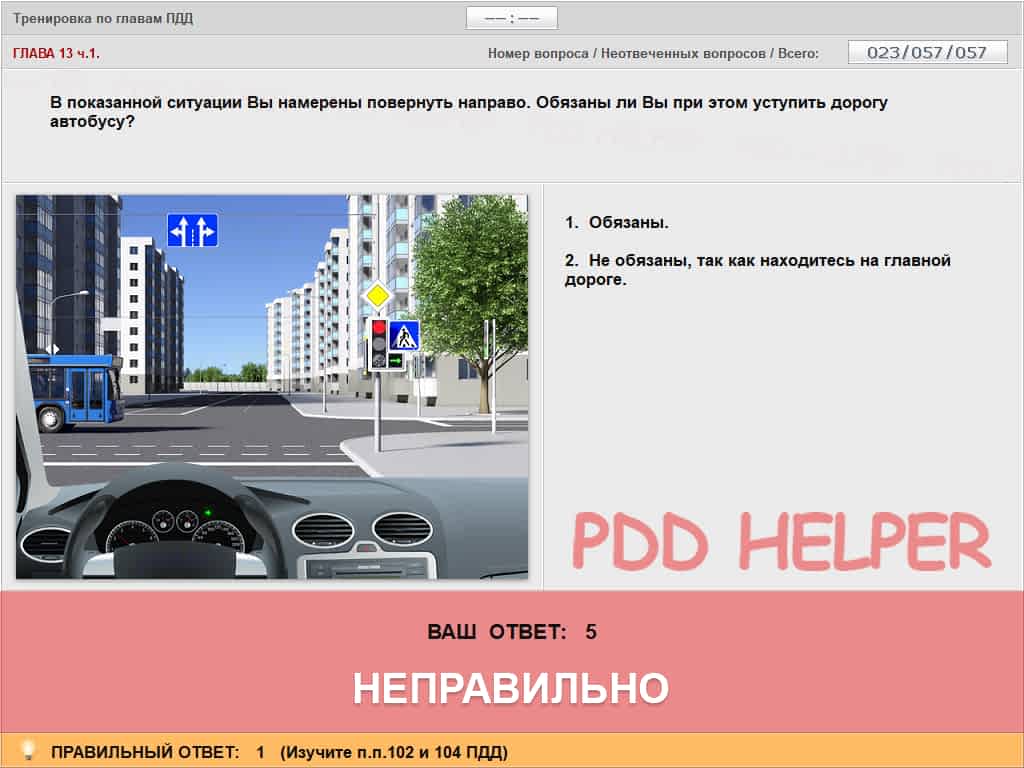 Тренировка по главам ПДД
–– : ––
ГЛАВА 13 ч.1.
Номер вопроса / Неотвеченных вопросов / Всего:
023/057/057
В показанной ситуации Вы намерены повернуть направо. Обязаны ли Вы при этом уступить дорогу
автобусу?
1. Обязаны.
2. Не обязаны, так как находитесь на главной
дороге.
PDD HELPER
ВАШ ОТВЕТ: 5
НЕПРАВИЛЬНО
ПРАВИЛЬНЫЙ ОТВЕТ: 1 (Изучите п.п.102 и 104 ПДД)